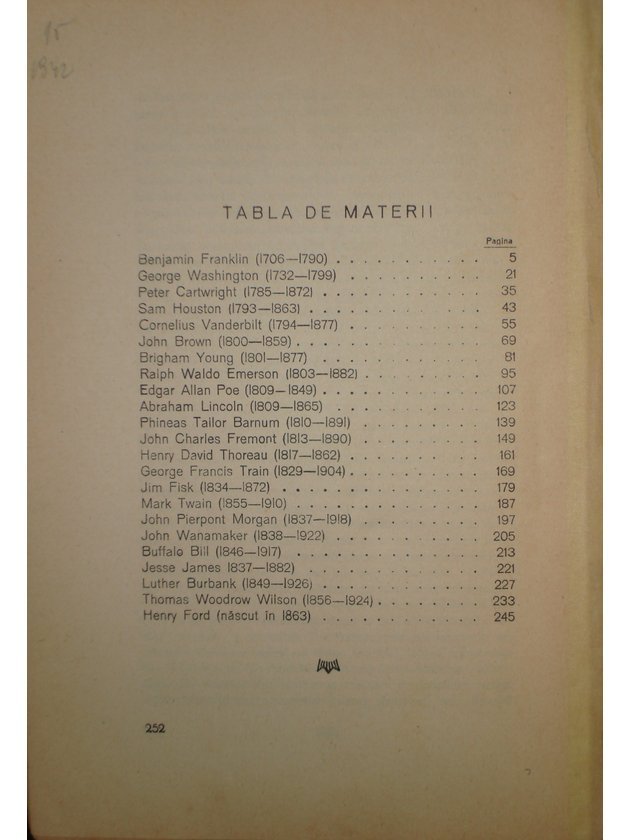 15
1942
TABLA DE MATERII
Pagina
Benjamin Franklin (1706—1790) . . . . . . . . . . . 5
George Washington (1732—1799) . . . . . . . . . . 21
Peter Cartwright (1785—1872) . . . . . . . . . . . . 35
Sam Houston (1793—1863) . . . . . . . . . . . . . 43
Cornelius Vanderbilt (1794—1877) . . . . . . . . . . 55
John Brown (1800—1859) . . . . . . . . . . . . . . 69
Brigham Young (1801—1877) . . . . . . . . . . . . 81
Ralph Waldo Emerson (1803—1882) . . . . . . . . . 95
Edgar Allan Poe (1809—1849) . . . . . . . . . . . . 107
Abraham Lincoln (1809—1865) . . . . . . . . . . . 123
Phineas Tailor Barnum (1810—1891) . . . . . . . . . 139
John Charles Fremont (1813—1890) . . . . . . . . . 149
Henry David Thoreau (1817—1862) . . . . . . . . . . 161
George Francis Train (1829—1904) . . . . . . . . . . 169
Jim Fisk (1834—1872) . . . . . . . . . . . . . . . 179
Mark Twain (1855—1910) . . . . . . . . . . . . . . 187
John Pierpont Morgan (1837—1918) . . . . . . . . . 197
John Wanamaker (1838—1922) . . . . . . . . . . . 205
Buffalo Bill (1846—1917) . . . . . . . . . . . . . . 213
Jesse James 1837—1882) . . . . . . . . . . . . . 221
Luther Burbank (1849—1926) . . . . . . . . . . . . 227
Thomas Woodrow Wilson (1856—1924) . . . . . . . . 233
Henry Ford (născut în 1863) . . . . . . . . . . . . 245
252